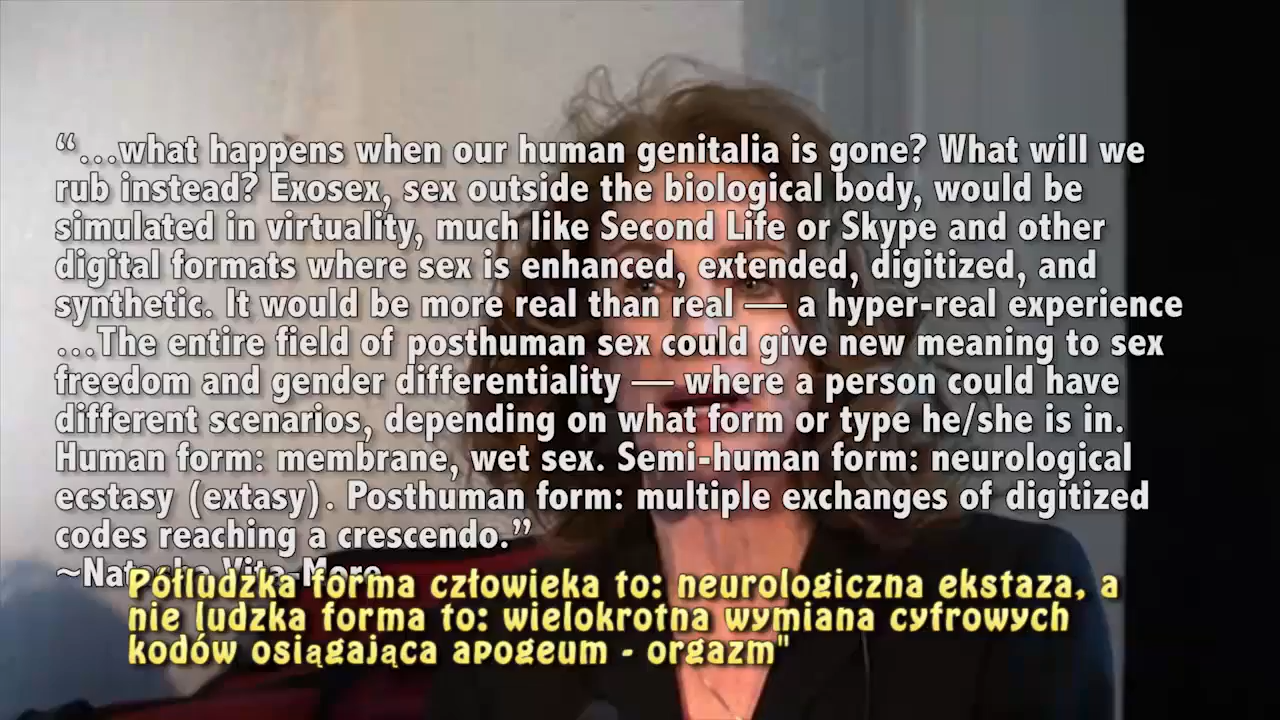 “...what happens when our human genitalia is gone? What will we
rub instead? Exosex, sex outside the biological body, would be
simulated in virtuality, much like Second Life or Skype and other
digital formats where sex is enhanced, extended, digitized, and
synthetic. It would be more real than real — a hyper-real experience
...The entire field of posthuman sex could give new meaning to sex
freedom and gender differentiality — where a person could have
different scenarios, depending on what form or type he/she is in.
Human form: membrane, wet sex. Semi-human form: neurological
ecstasy (extasy). Posthuman form: multiple exchanges of digitized
codes reaching a crescendo.”
~Natasha Vita-More
Półludzka forma człowieka to: neurologiczna ekstaza, a
nie ludzka forma to: wielokrotna wymiana cyfrowych
kodów osiągająca apogeum - orgazm"